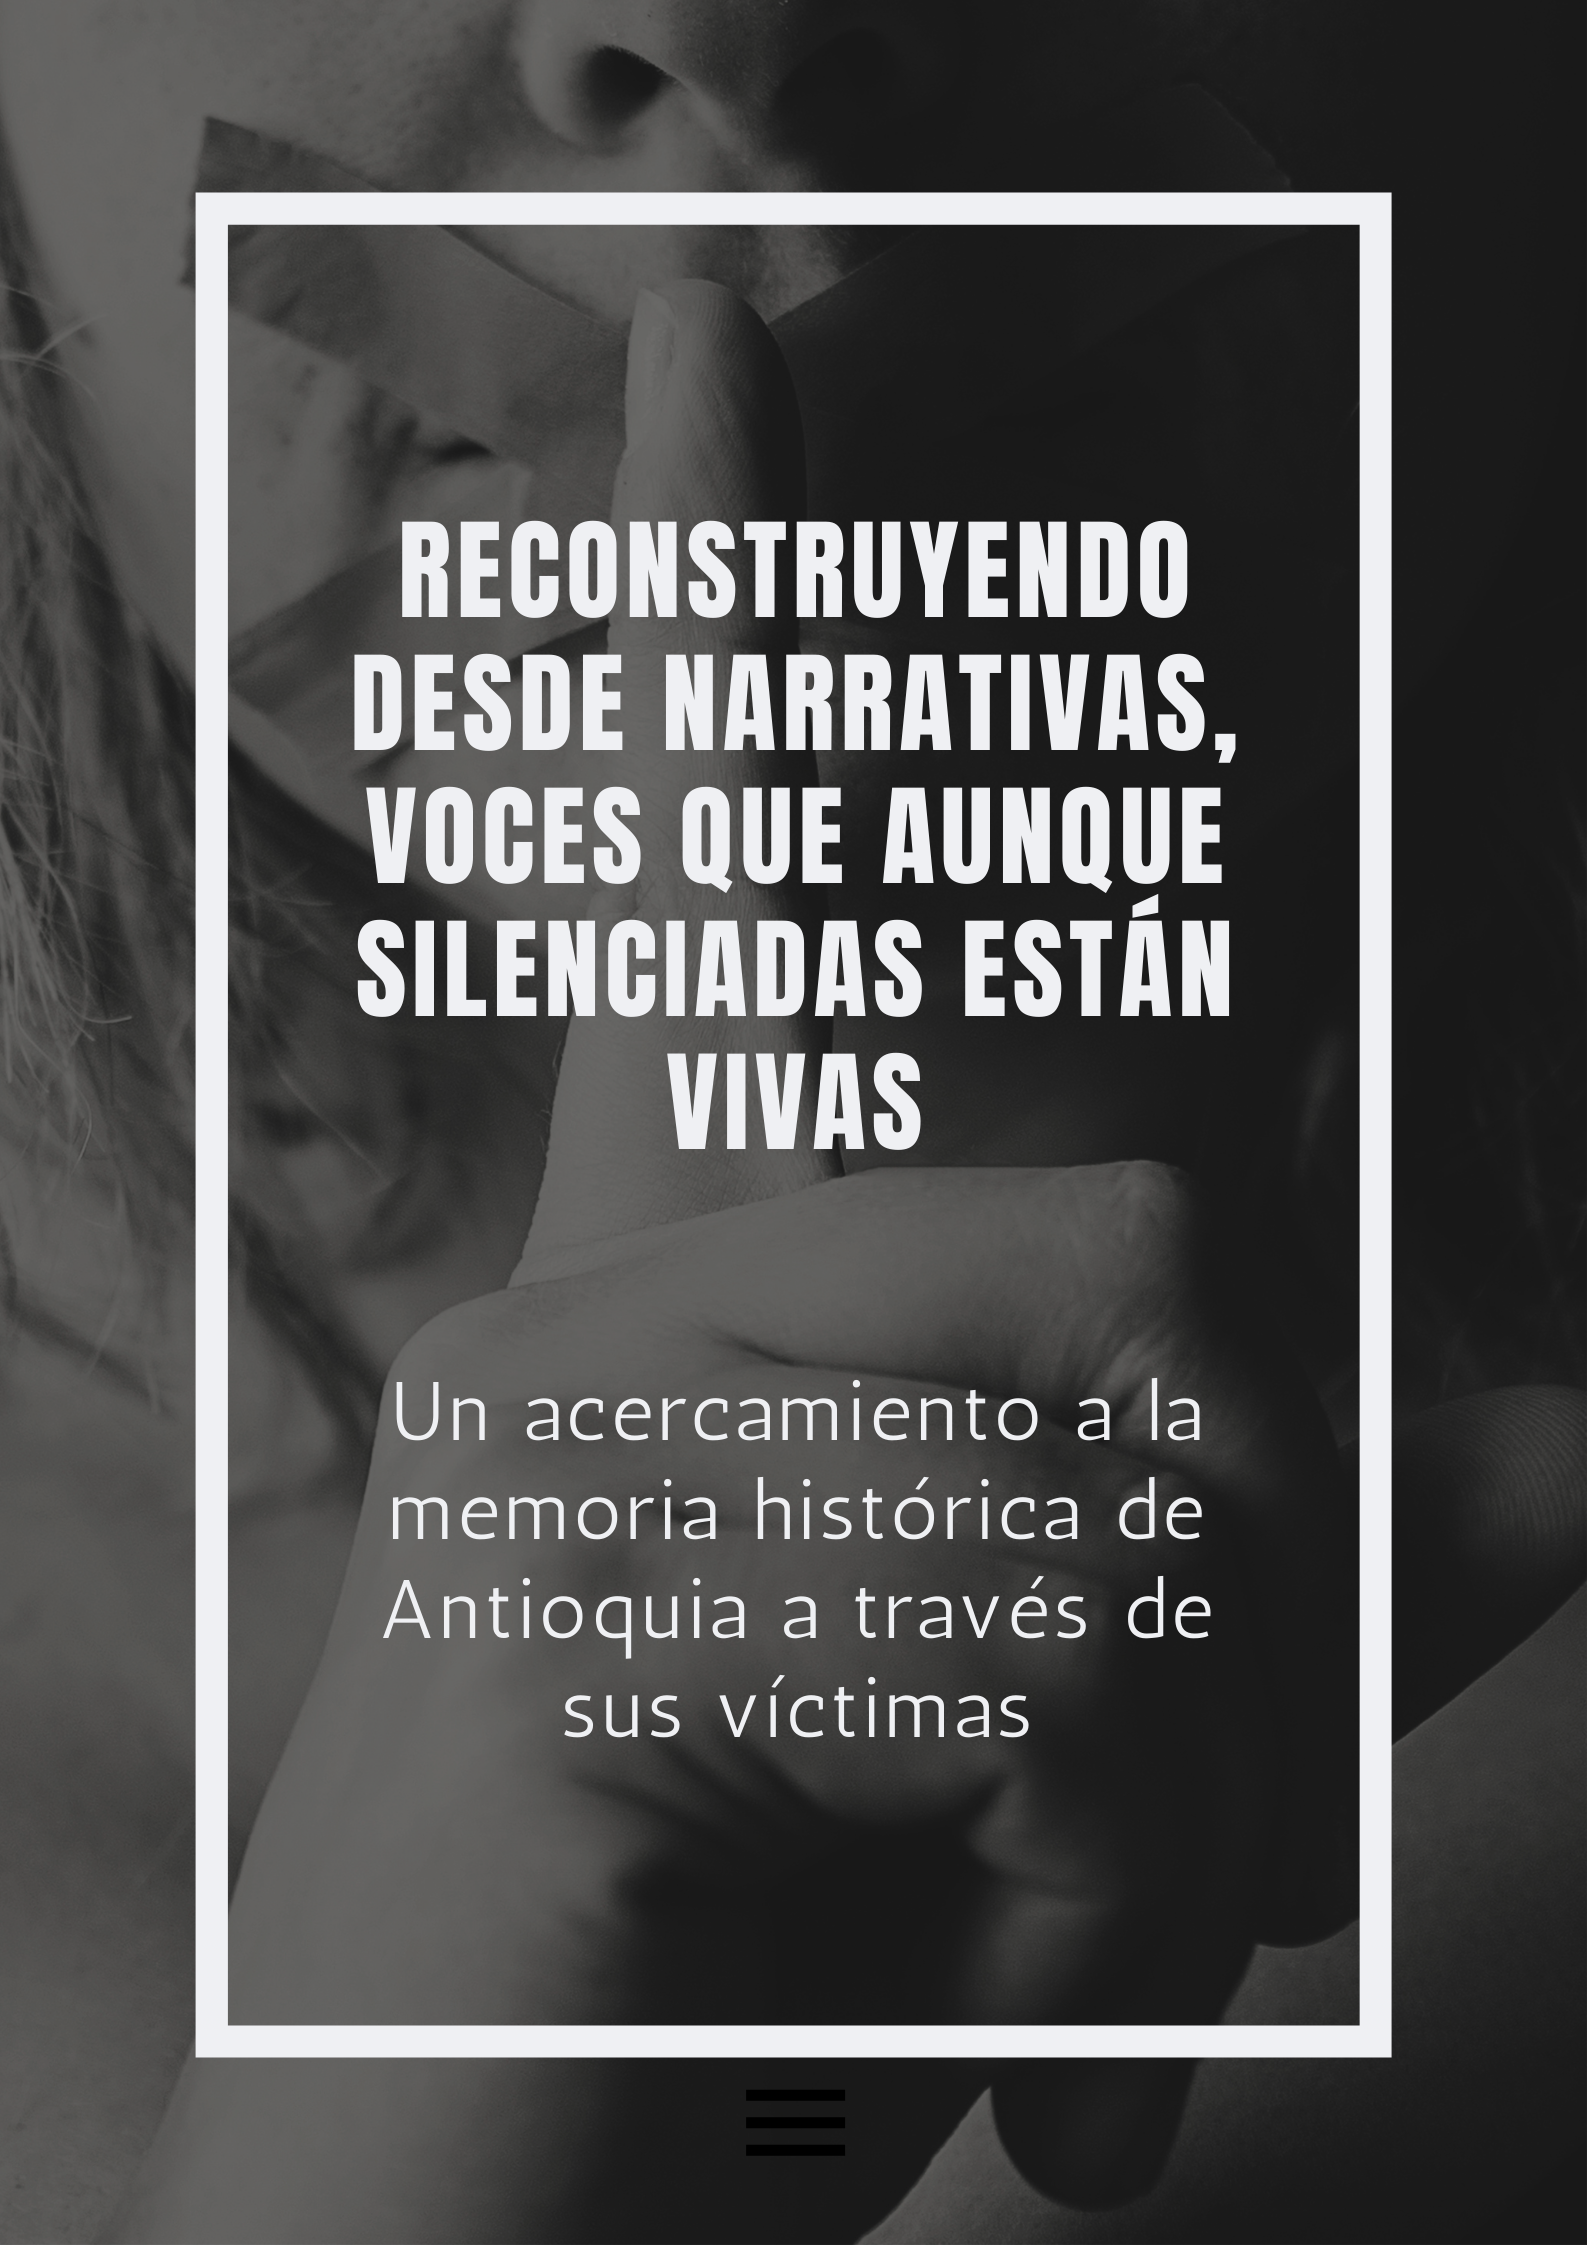 RECONSTRUYENDO
DESDE NARRATIVAS,
VOCES QUE AUNQUE
SILENCIADAS ESTÁN
VIVAS
Un acercamiento a la
memoria histórica de
Antioquia a través de
sus víctimas